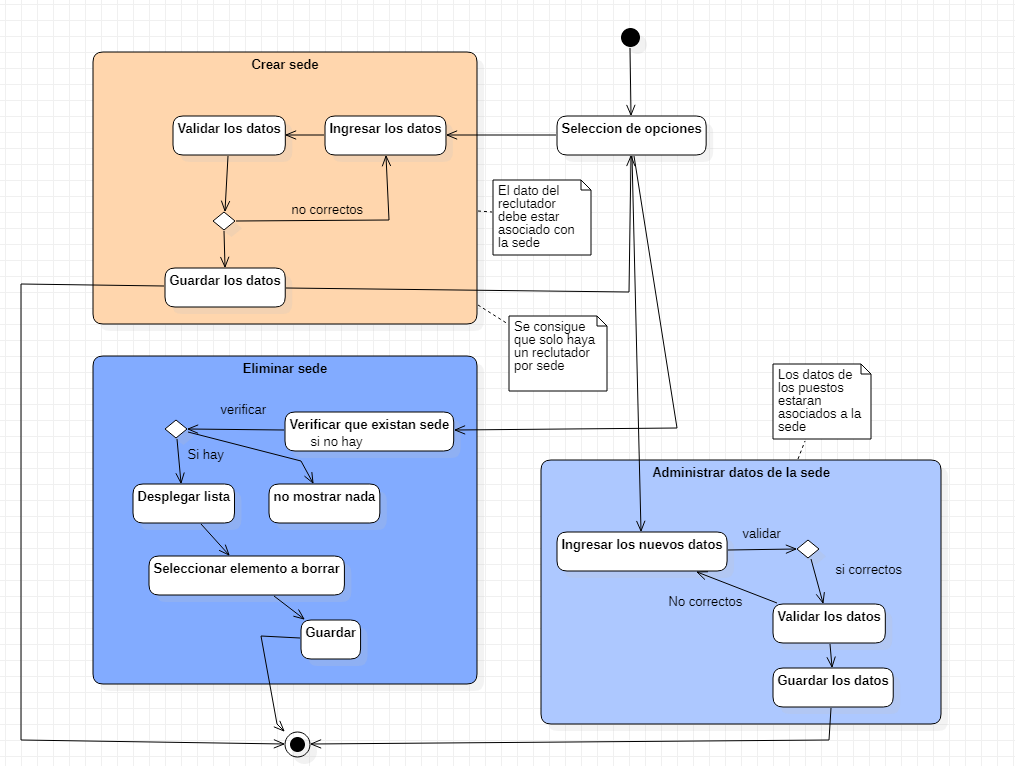 Crear sede
Validar los datos
Ingresar los datos
Seleccion de opciones
no correctos
El dato del
reclutador
debe estar
asociado con
la sede
Guardar los datos
Se consigue
que solo haya
un reclutador
por sede
Eliminar sede
verificar
Verificar que existan sede
si no hay
Si hay
Desplegar lista
no mostrar nada
Seleccionar elemento a borrar
Guardar
Los datos de
los puestos
estaran
asociados a la
sede
Administrar datos de la sede
Ingresar los nuevos datos
validar
si correctos
No correctos
Validar los datos
Guardar los datos